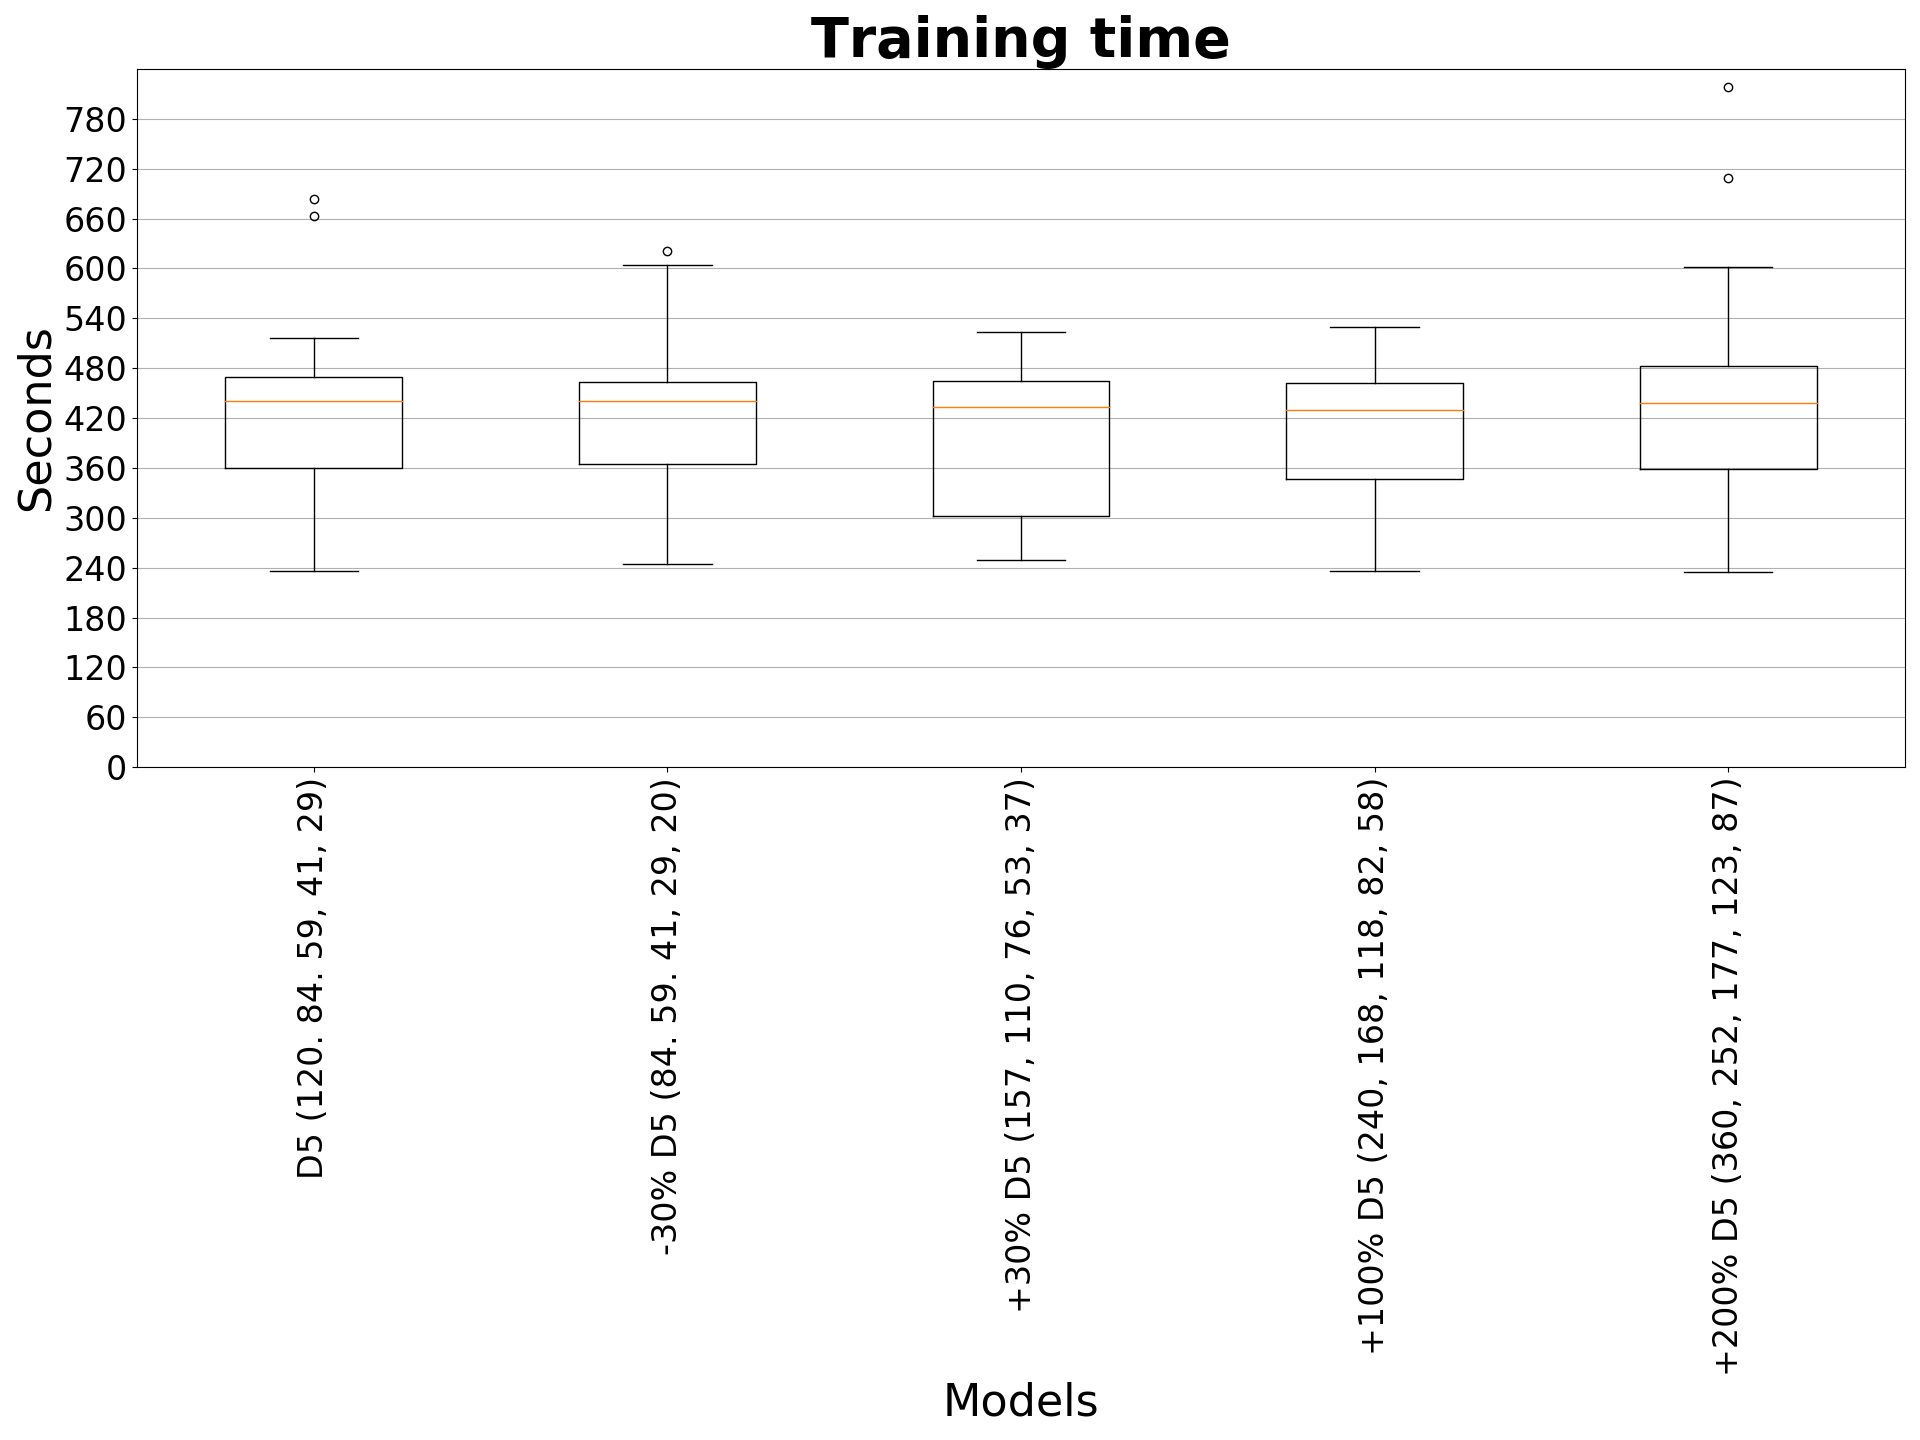 Training time
Seconds
780
720
660
600
540
480
420
360
300
240
180
120
60
0
D5 (120. 84. 59, 41, 29)
-30% D5 (84. 59. 41, 29, 20)
+30% D5 (157, 110, 76, 53, 37)
+100% D5 (240, 168, 118, 82, 58)
+200% D5 (360, 252, 177, 123, 87)
Models